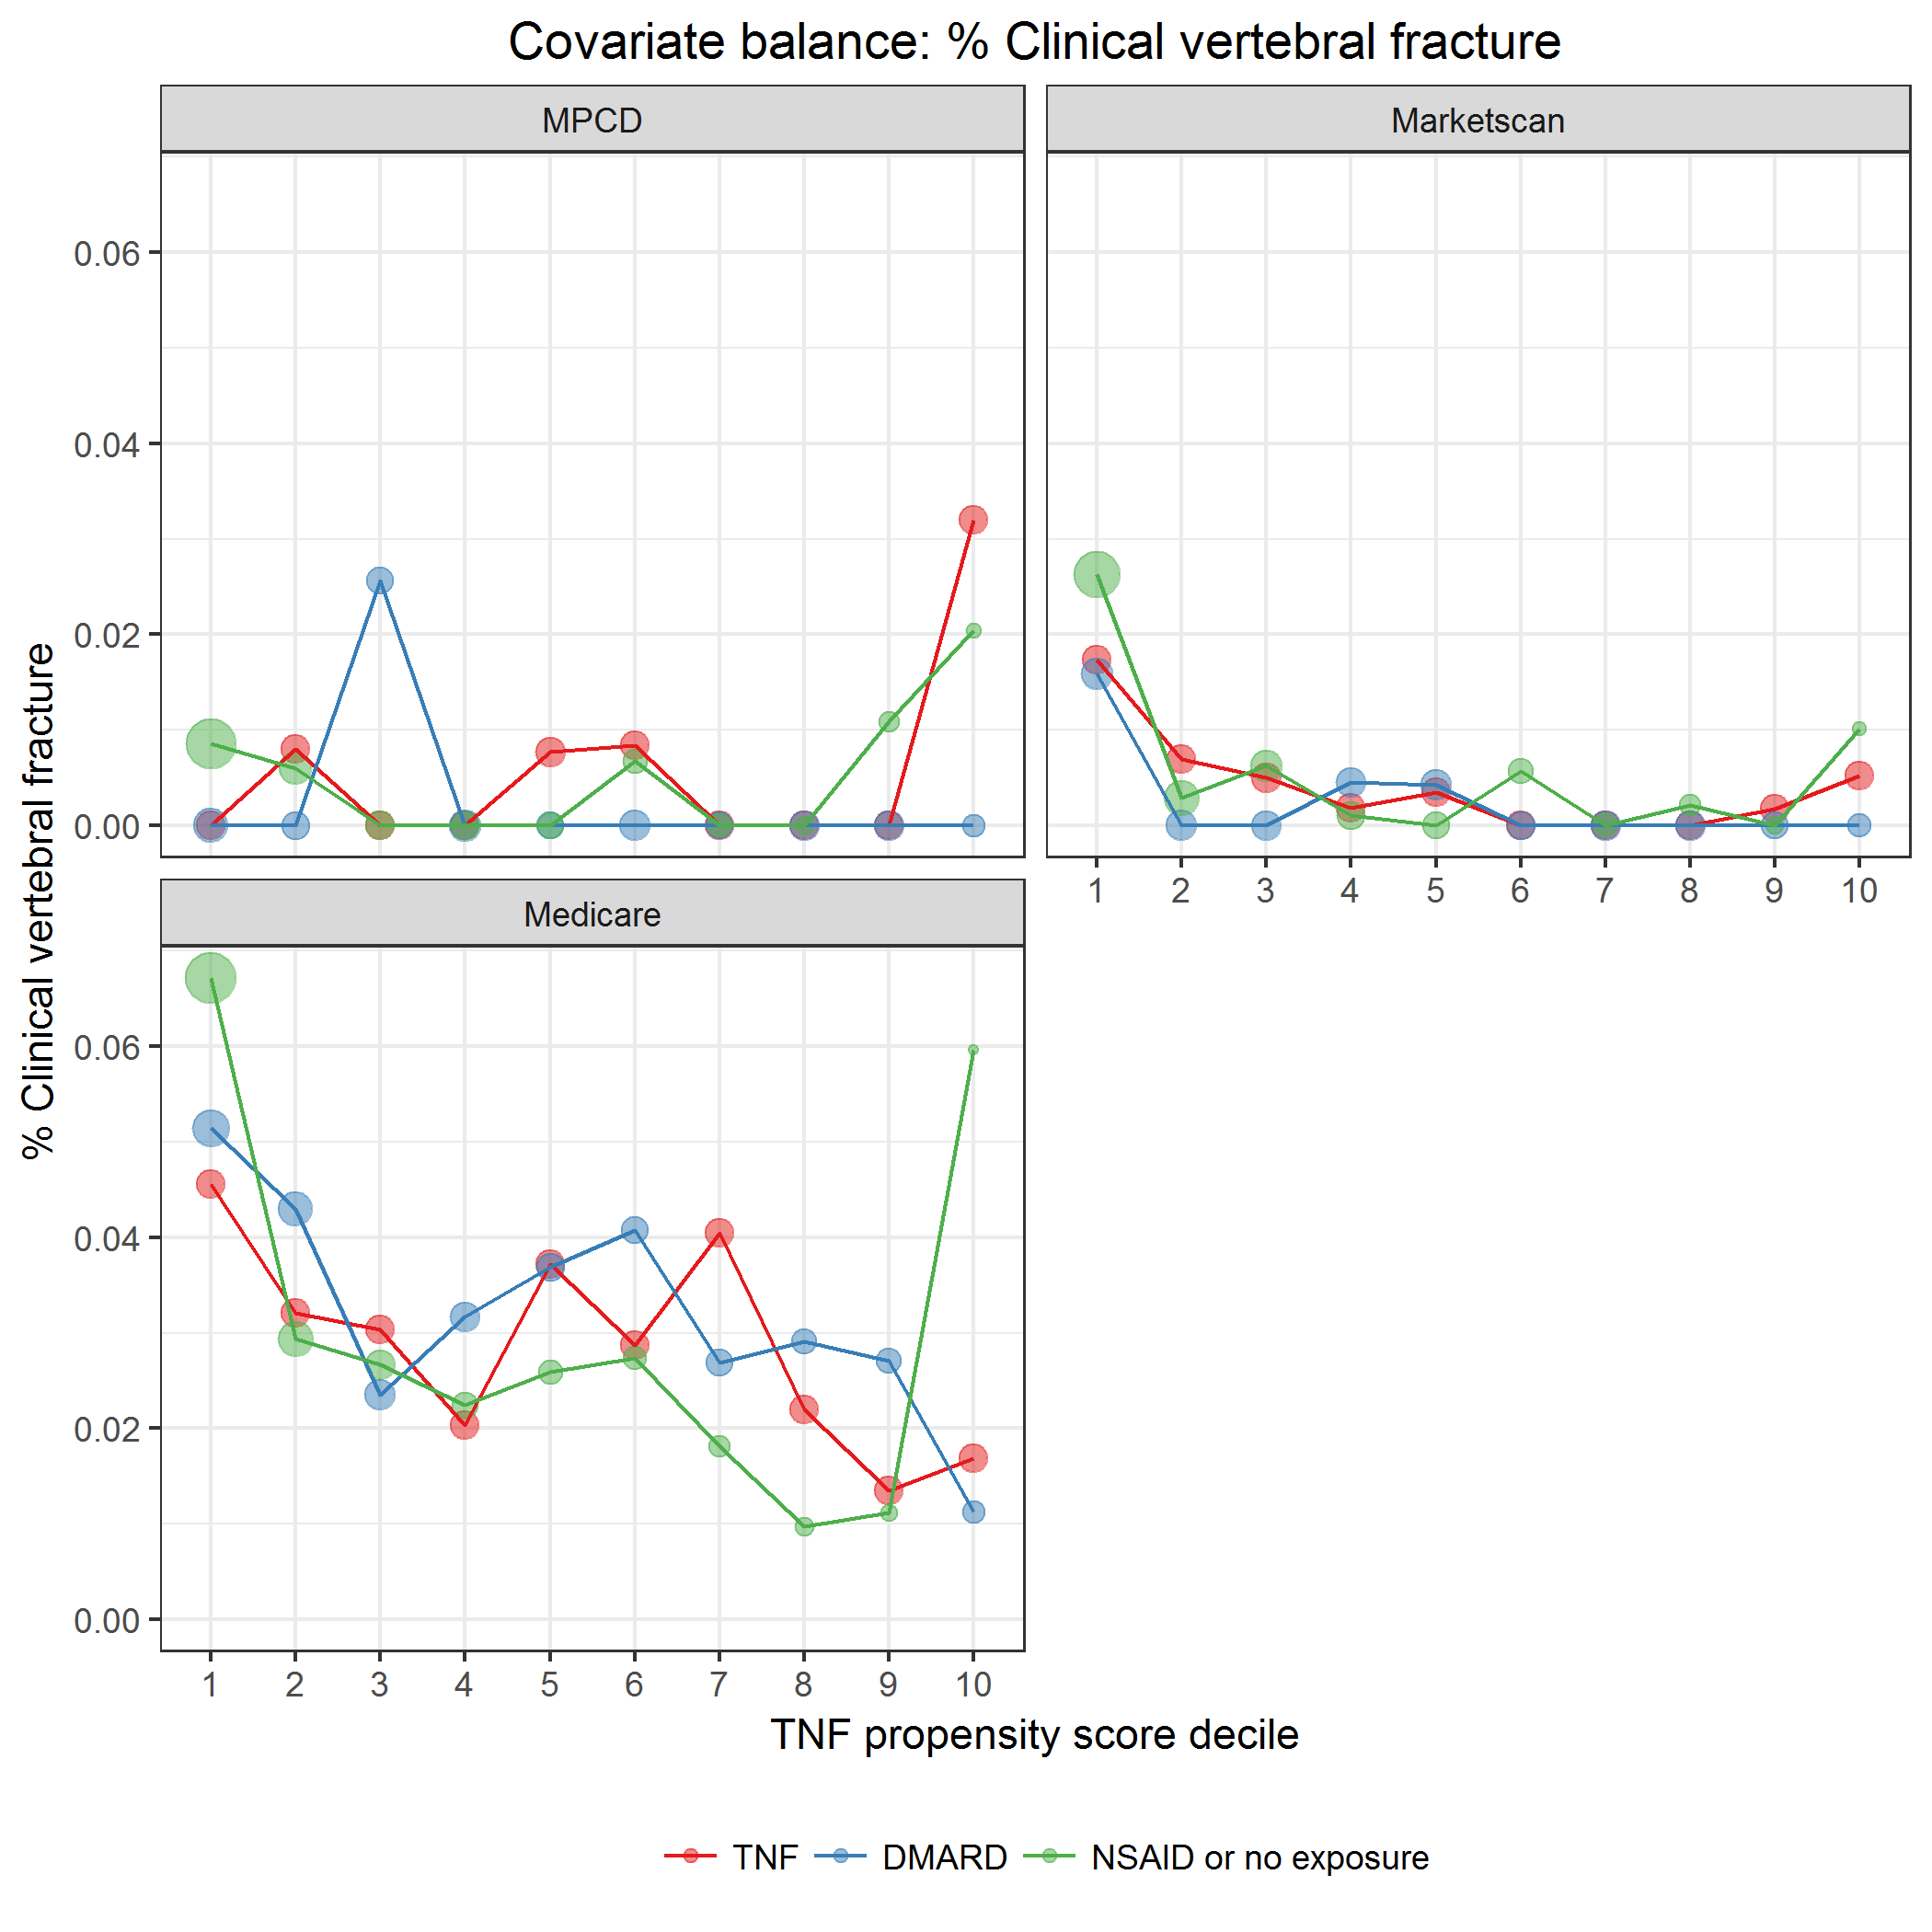 Covariate balance: % Clinical vertebral fracture
MPCD
Marketscan
% Clinical vertebral fracture
0.06
0.04
0.02
0.00
1 2 3 4 5 6 7 8 9 10
Medicare
0.06
0.04
0.02
0.00
1 2 3 4 5 6 7 8 9 10
TNF propensity score decile
TNF DMARD NSAID or no exposure